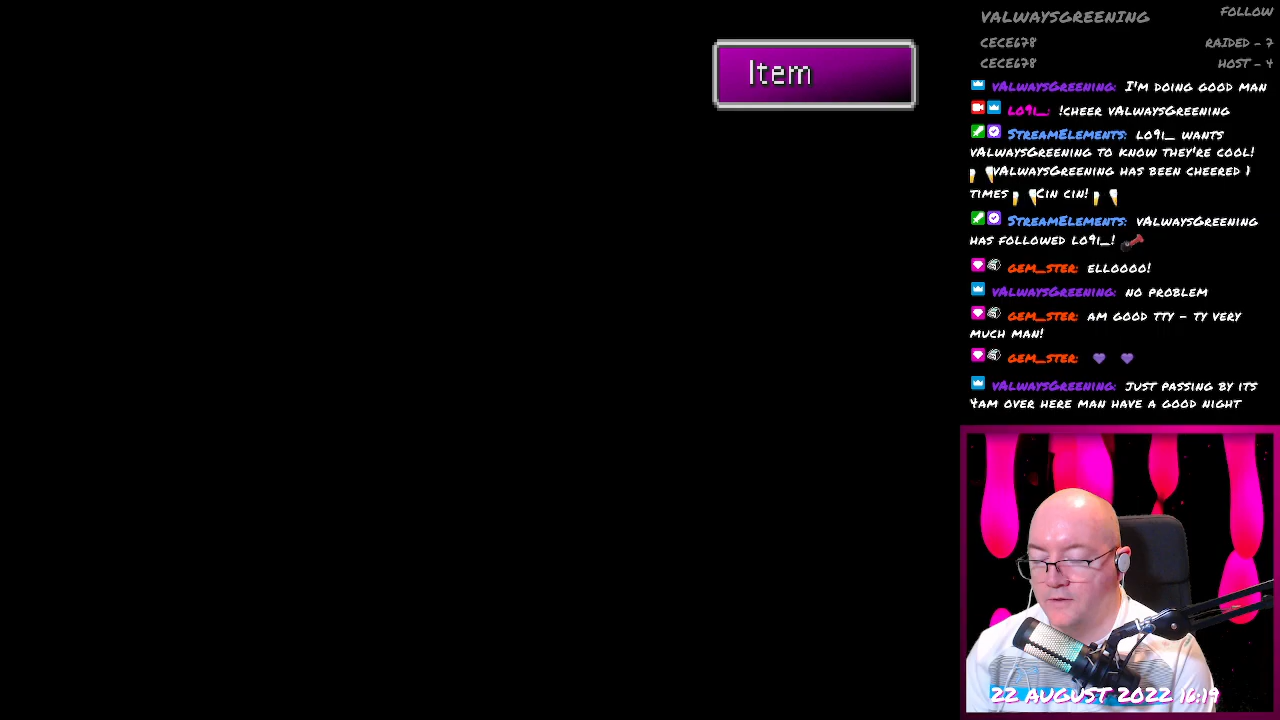 Item
VALWAYSGREENING FOLLOW
CECE678 RAIDED - 7
CECE678 HOST - 4
VALWAYSGREENING: I'M DOING GOOD MAN
LO9I_: !CHEER VALWAYSGREENING
STREAMELEMENTS: LO9I_ WANTS
VALWAYSGREENING TO KNOW THEY'RE COOL!
VALWAYSGREENING HAS BEEN CHEERED 1
TIMES CIN CIN!
STREAMELEMENTS: VALWAYSGREENING
HAS FOLLOWED LO9I_!
GEM_STER: ELLOOOO!
VALWAYSGREENING: NO PROBLEM
GEM_STER: AM GOOD TTY - TY VERY
MUCH MAN!
GEM_STER:
VALWAYSGREENING: JUST PASSING BY ITS
4AM OVER HERE MAN HAVE A GOOD NIGHT
22 AUGUST 2022 16:19